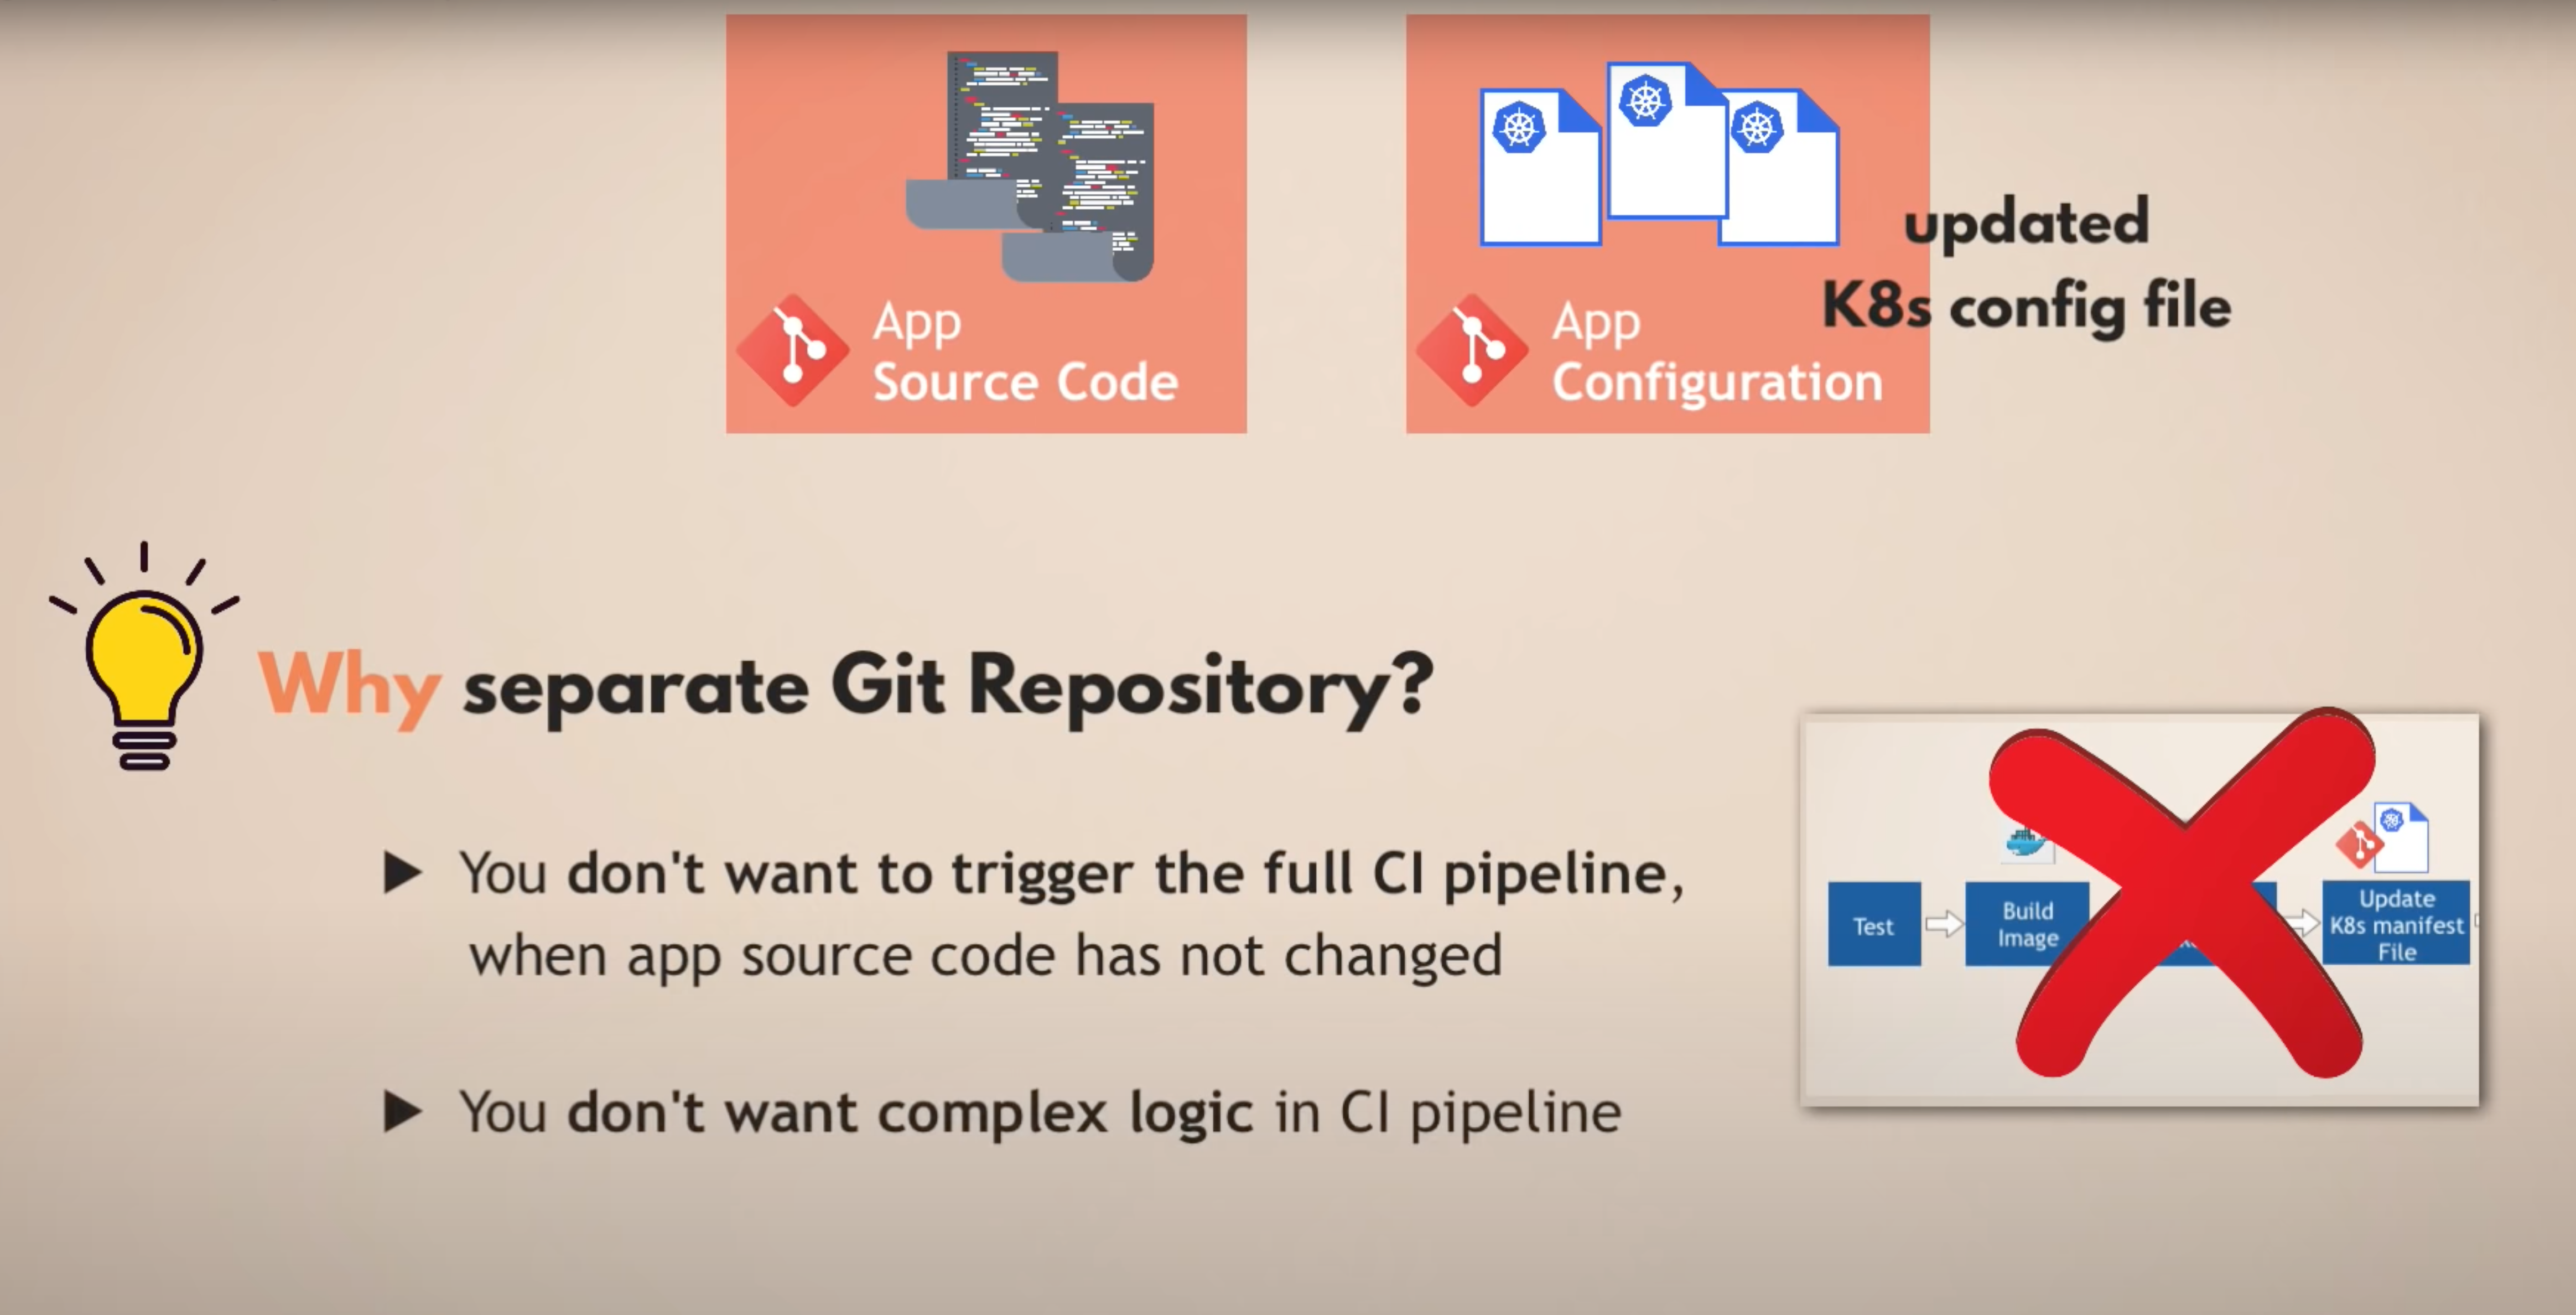 App
Source Code
App
Configuration
updated
K8s config file
Why separate Git Repository?
▶ You don't want to trigger the full CI pipeline,
when app source code has not changed
▶ You don't want complex logic in CI pipeline
Test
Build
Image
Update
K8s manifest
File